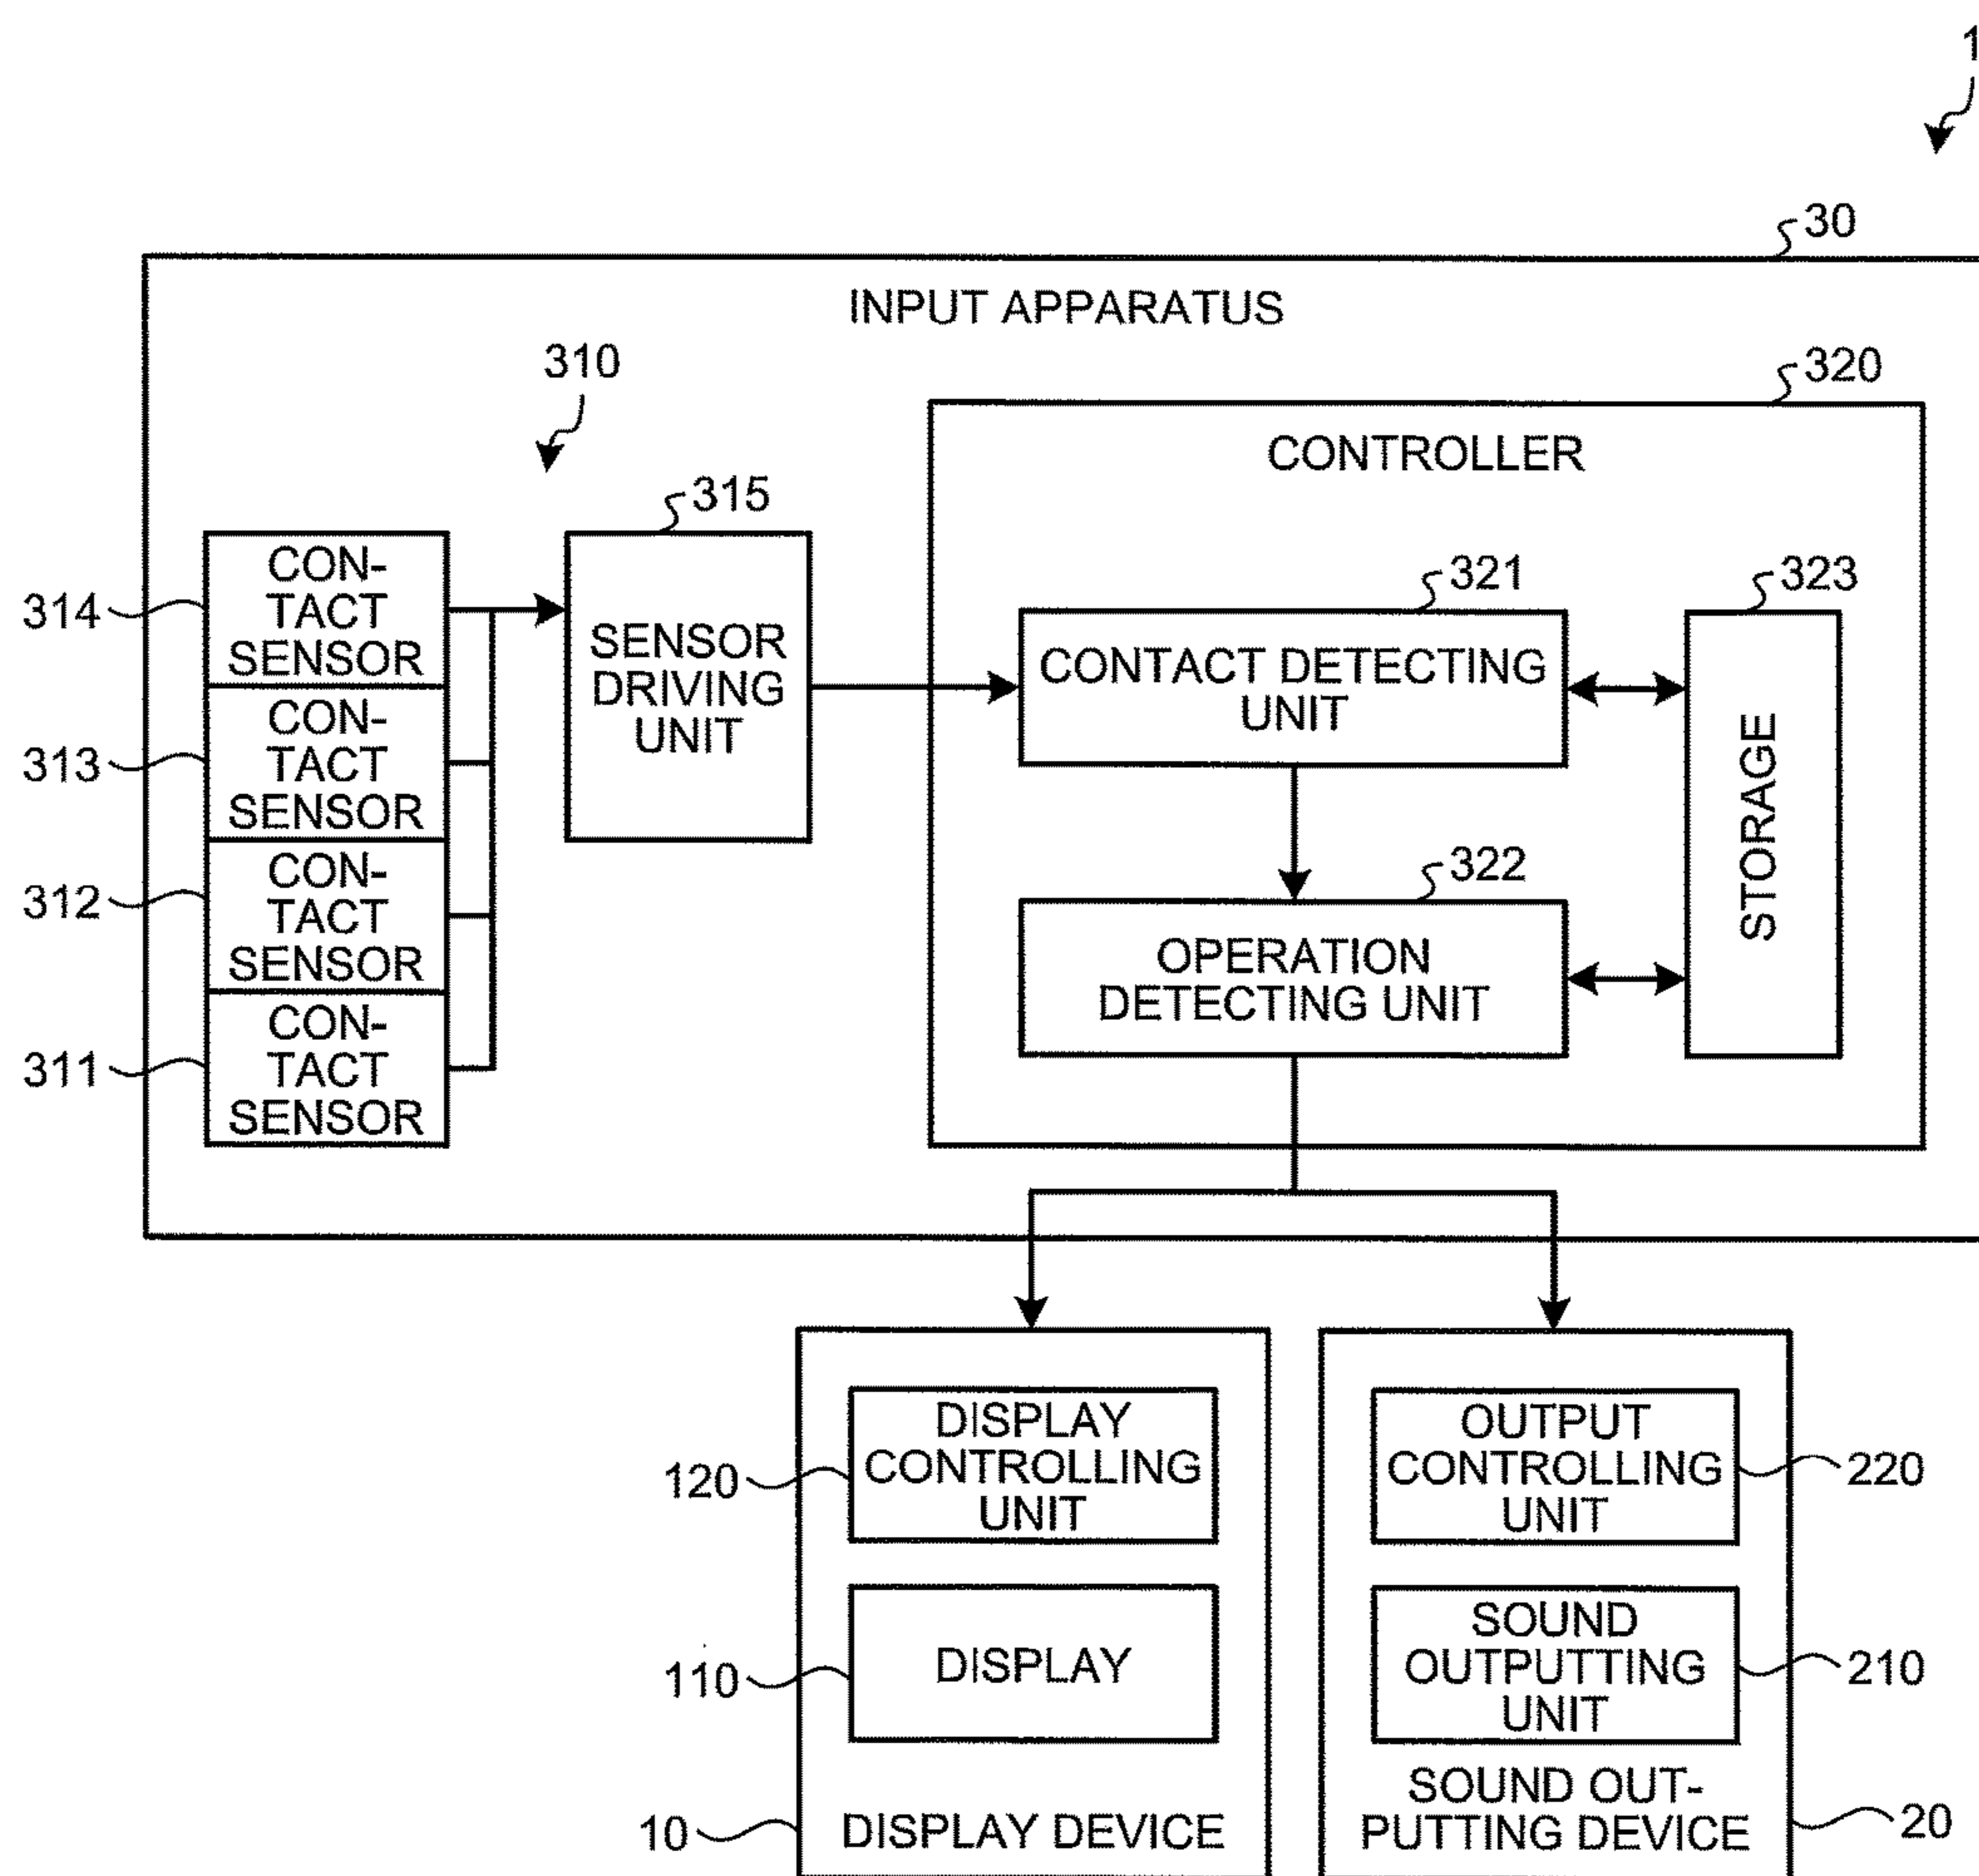 1
30
INPUT APPARATUS
310
320
CONTROLLER
315
314
CON-
TACT
SENSOR
313
CON-
TACT
SENSOR
312
CON-
TACT
SENSOR
311
CON-
TACT
SENSOR
SENSOR
DRIVING
UNIT
321
CONTACT DETECTING
UNIT
323
STORAGE
322
OPERATION
DETECTING UNIT
120
DISPLAY
CONTROLLING
UNIT
110
DISPLAY
10
DISPLAY DEVICE
OUTPUT
CONTROLLING
UNIT
220
SOUND
OUTPUTTING
UNIT
210
SOUND OUT-
PUTTING DEVICE
20